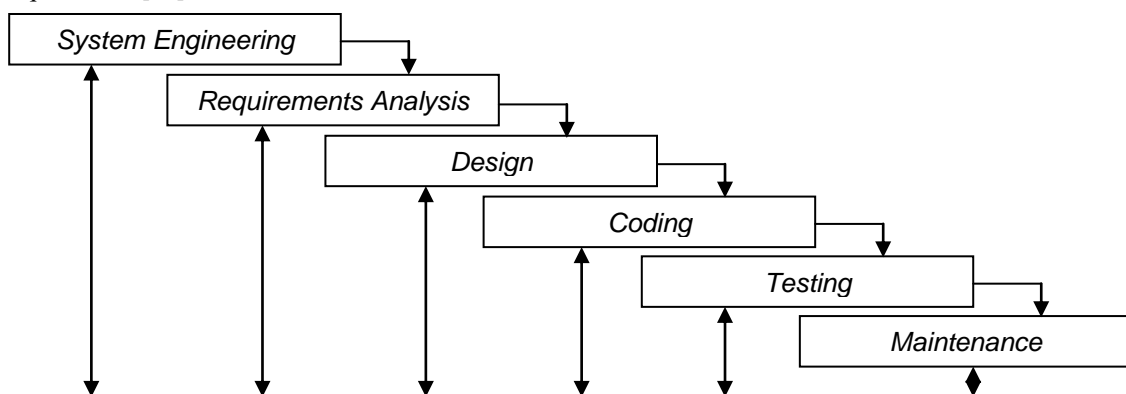 System Engineering
Requirements Analysis
Design
Coding
Testing
Maintenance